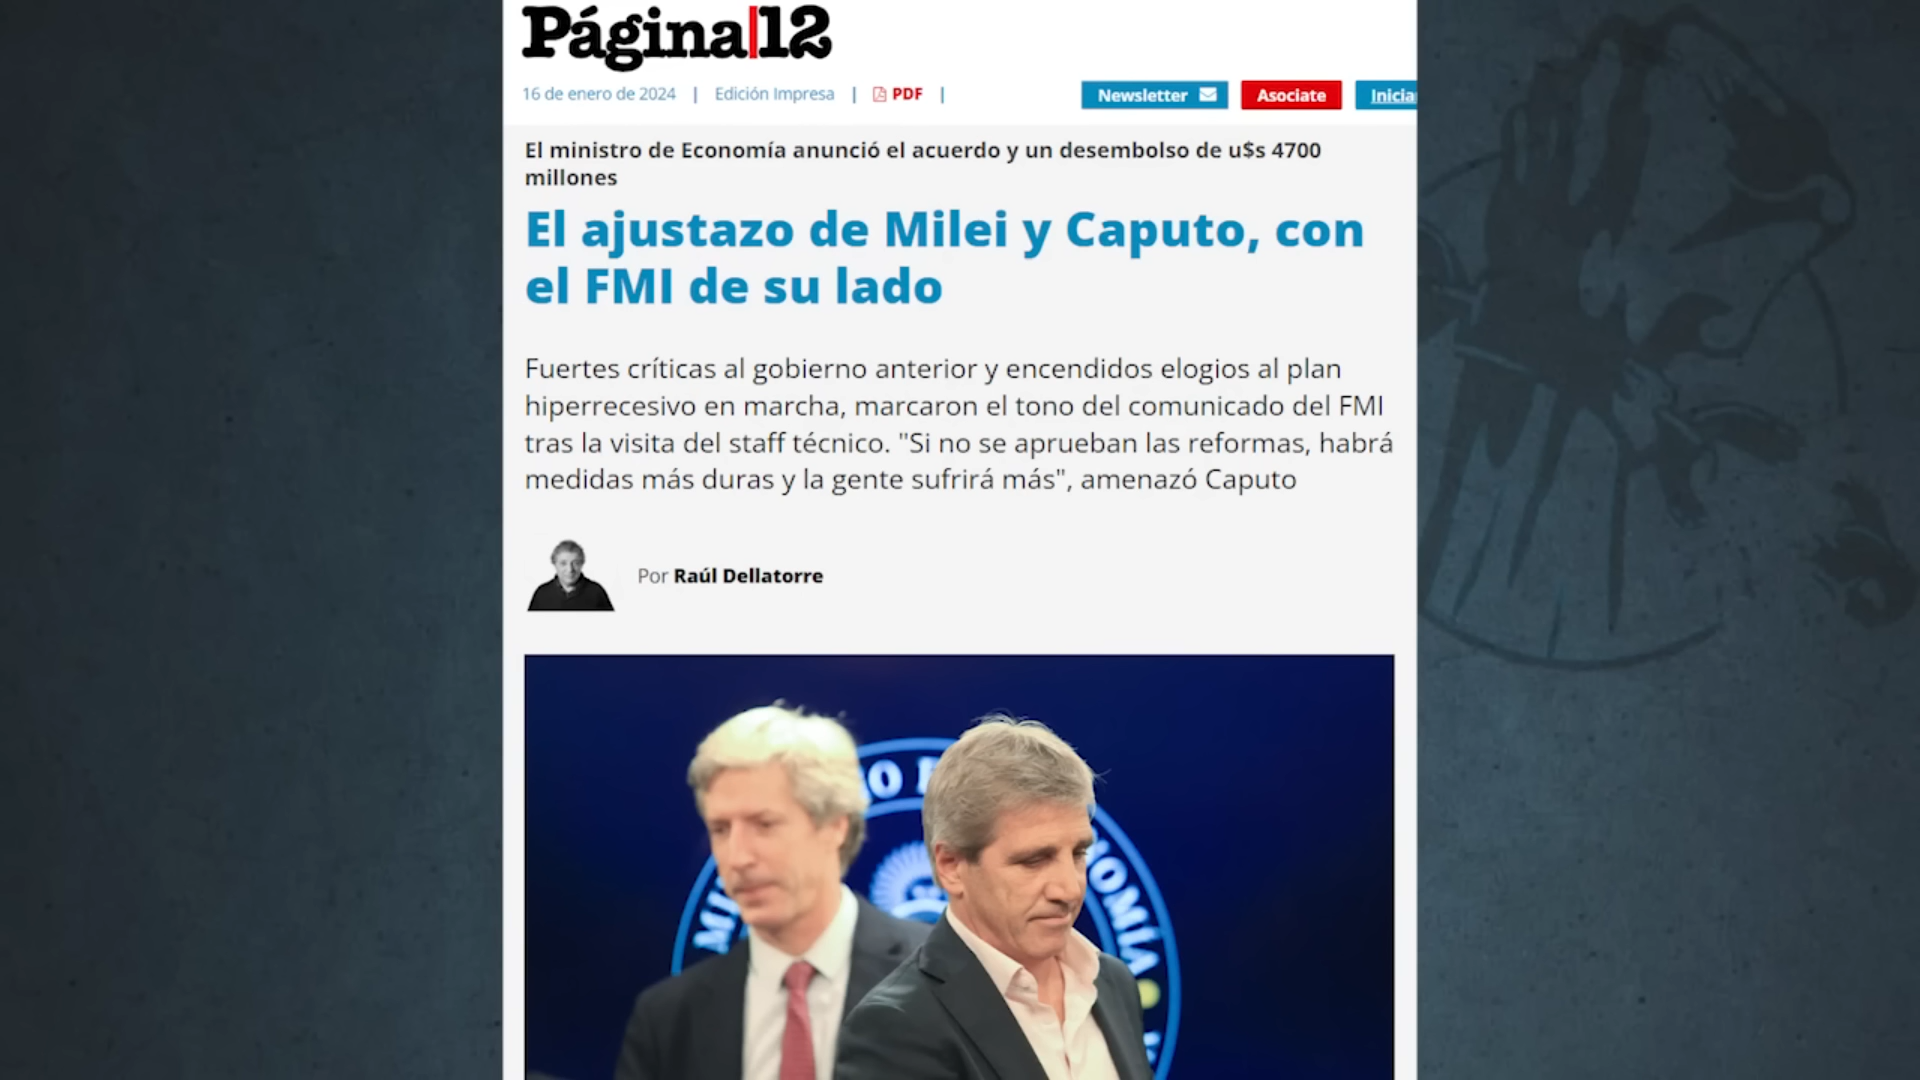 Página|12
16 de enero de 2024 | Edición Impresa | PDF |
Newsletter Asociate
El ministro de Economía anunció el acuerdo y un desembolso de u$s 4700
millones
El ajustazo de Milei y Caputo, con
el FMI de su lado
Fuertes críticas al gobierno anterior y encendidos elogios al plan
hiperrecesivo en marcha, marcaron el tono del comunicado del FMI
tras la visita del staff técnico. "Si no se aprueban las reformas, habrá
medidas más duras y la gente sufrirá más", amenazó Caputo
Por Raúl Dellatorre